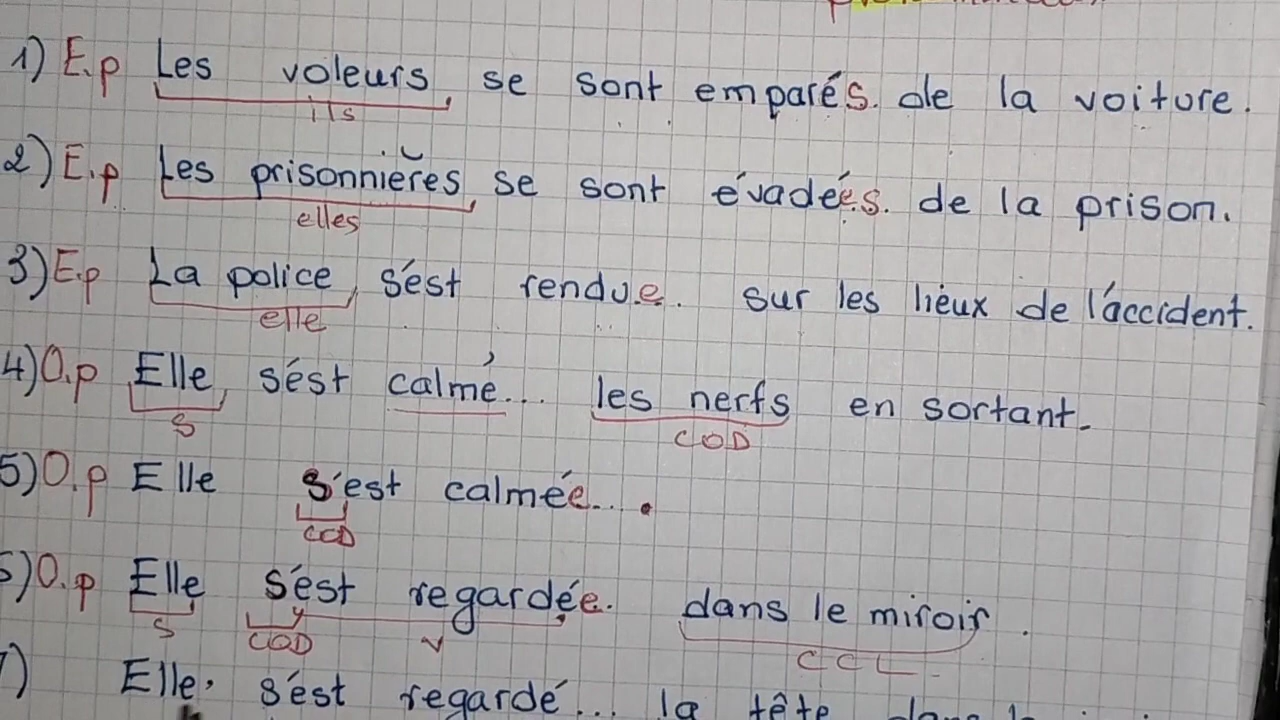 1) E.p Les voleurs, se sont emparés. de la voiture.
ils
2) E.p Les prisonnières, se sont évadées. de la prison.
elles
3) E.p La police, s'est rendue. sur les lieux de l'accident.
elle
4) O.p Elle, s'est calmé... les nerfs en sortant.
S COD
5) O.p Elle s'est calmée... .
COD
6) O.p Elle s'est regardée. dans le miroir.
S COD V CCL
7) Elle. s'est regardé... la tête dans le